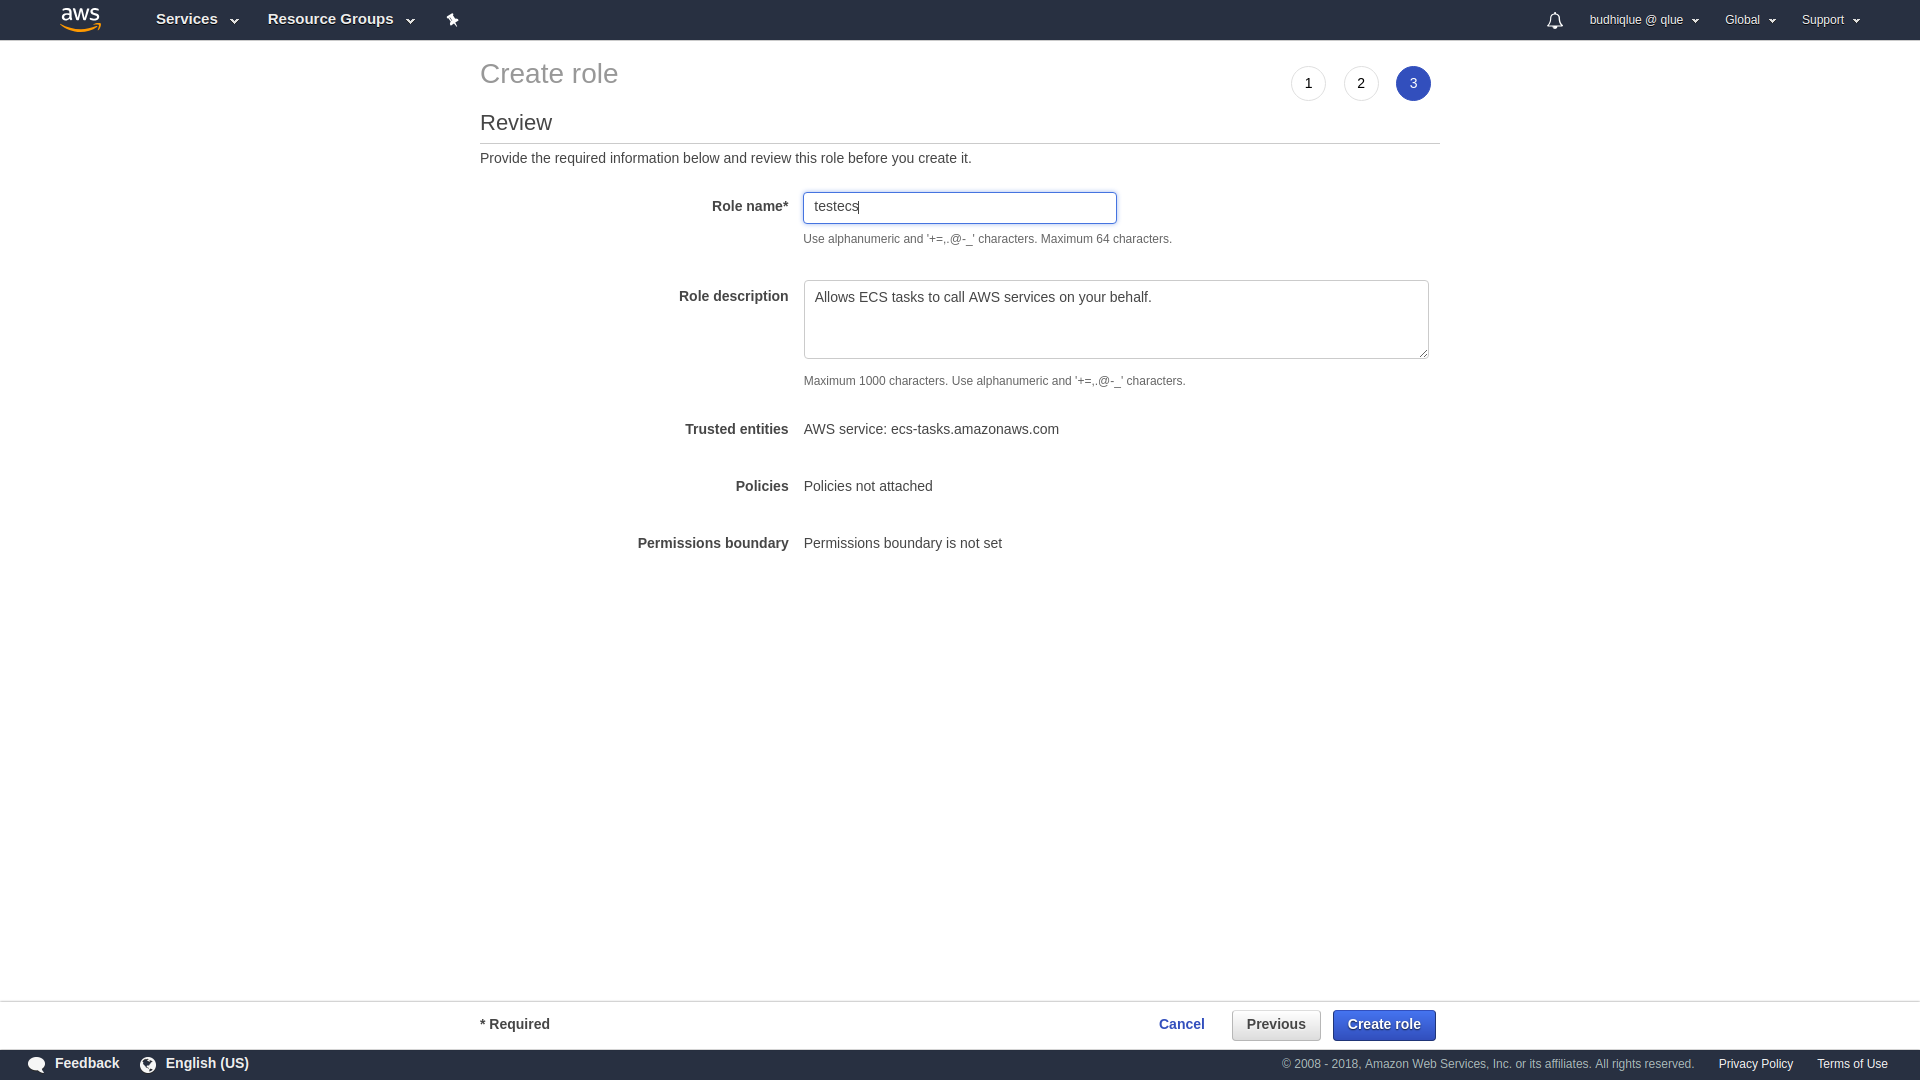 aws Services Resource Groups budhiqlue @ qlue Global Support
Create role 1 2 3
Review
Provide the required information below and review this role before you create it.
Role name* testecs
Use alphanumeric and '+=,.@-_' characters. Maximum 64 characters.
Role description Allows ECS tasks to call AWS services on your behalf.
Maximum 1000 characters. Use alphanumeric and '+=,.@-_' characters.
Trusted entities AWS service: ecs-tasks.amazonaws.com
Policies Policies not attached
Permissions boundary Permissions boundary is not set
* Required Cancel Previous Create role
Feedback English (US) © 2008 - 2018, Amazon Web Services, Inc. or its affiliates. All rights reserved. Privacy Policy Terms of Use